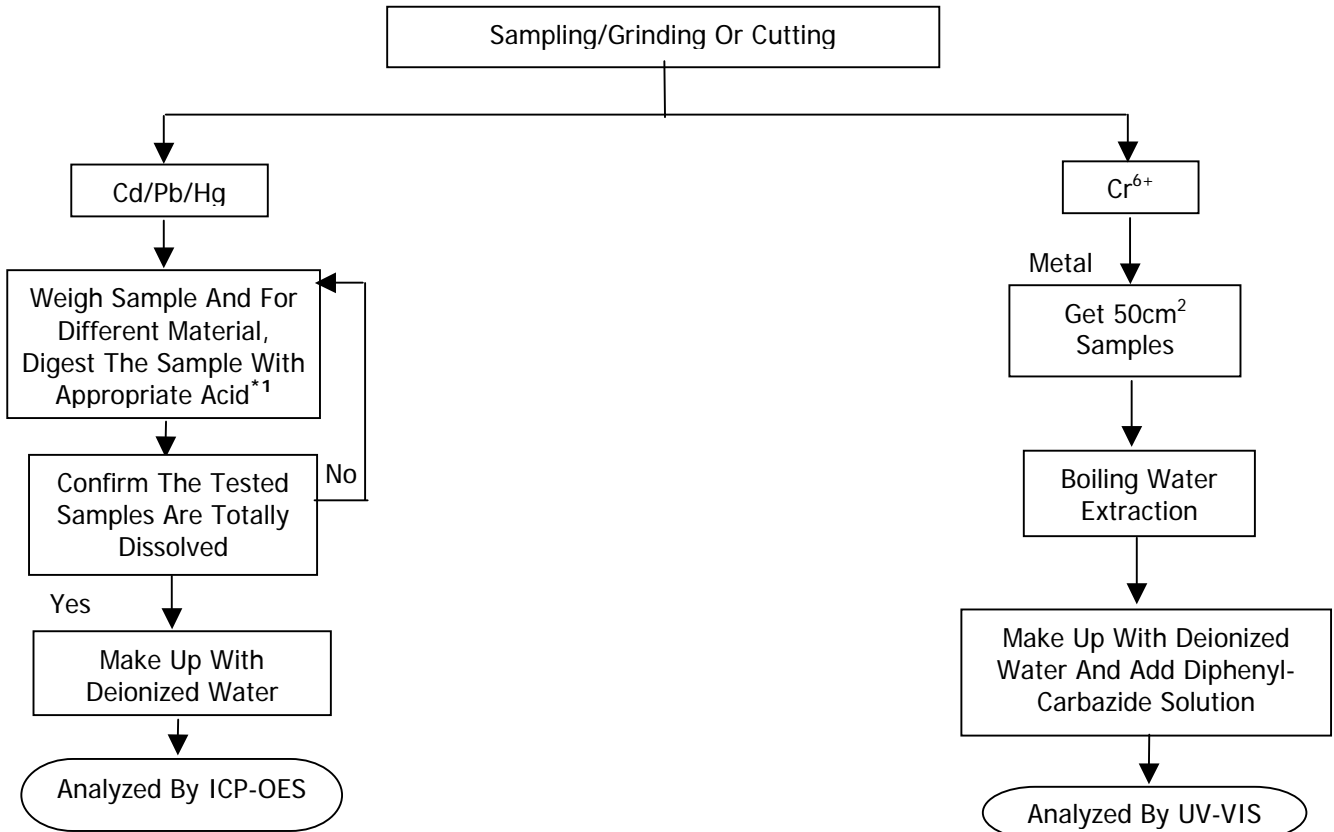 Sampling/Grinding Or Cutting
Cd/Pb/Hg
Weigh Sample And For
Different Material,
Digest The Sample With
Appropriate Acid*1
Confirm The Tested
Samples Are Totally
Dissolved
No
Yes
Make Up With
Deionized Water
Analyzed By ICP-OES
Cr6+
Metal
Get 50cm2
Samples
Boiling Water
Extraction
Make Up With Deionized
Water And Add Diphenyl-
Carbazide Solution
Analyzed By UV-VIS